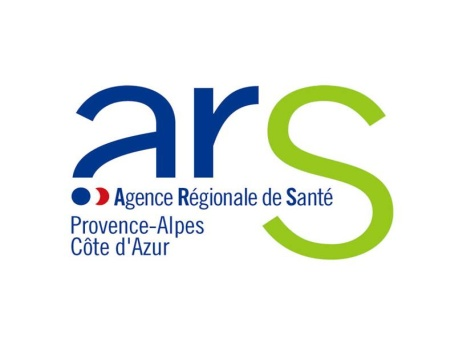 arS
Agence Régionale de Santé
Provence-Alpes
Côte d'Azur